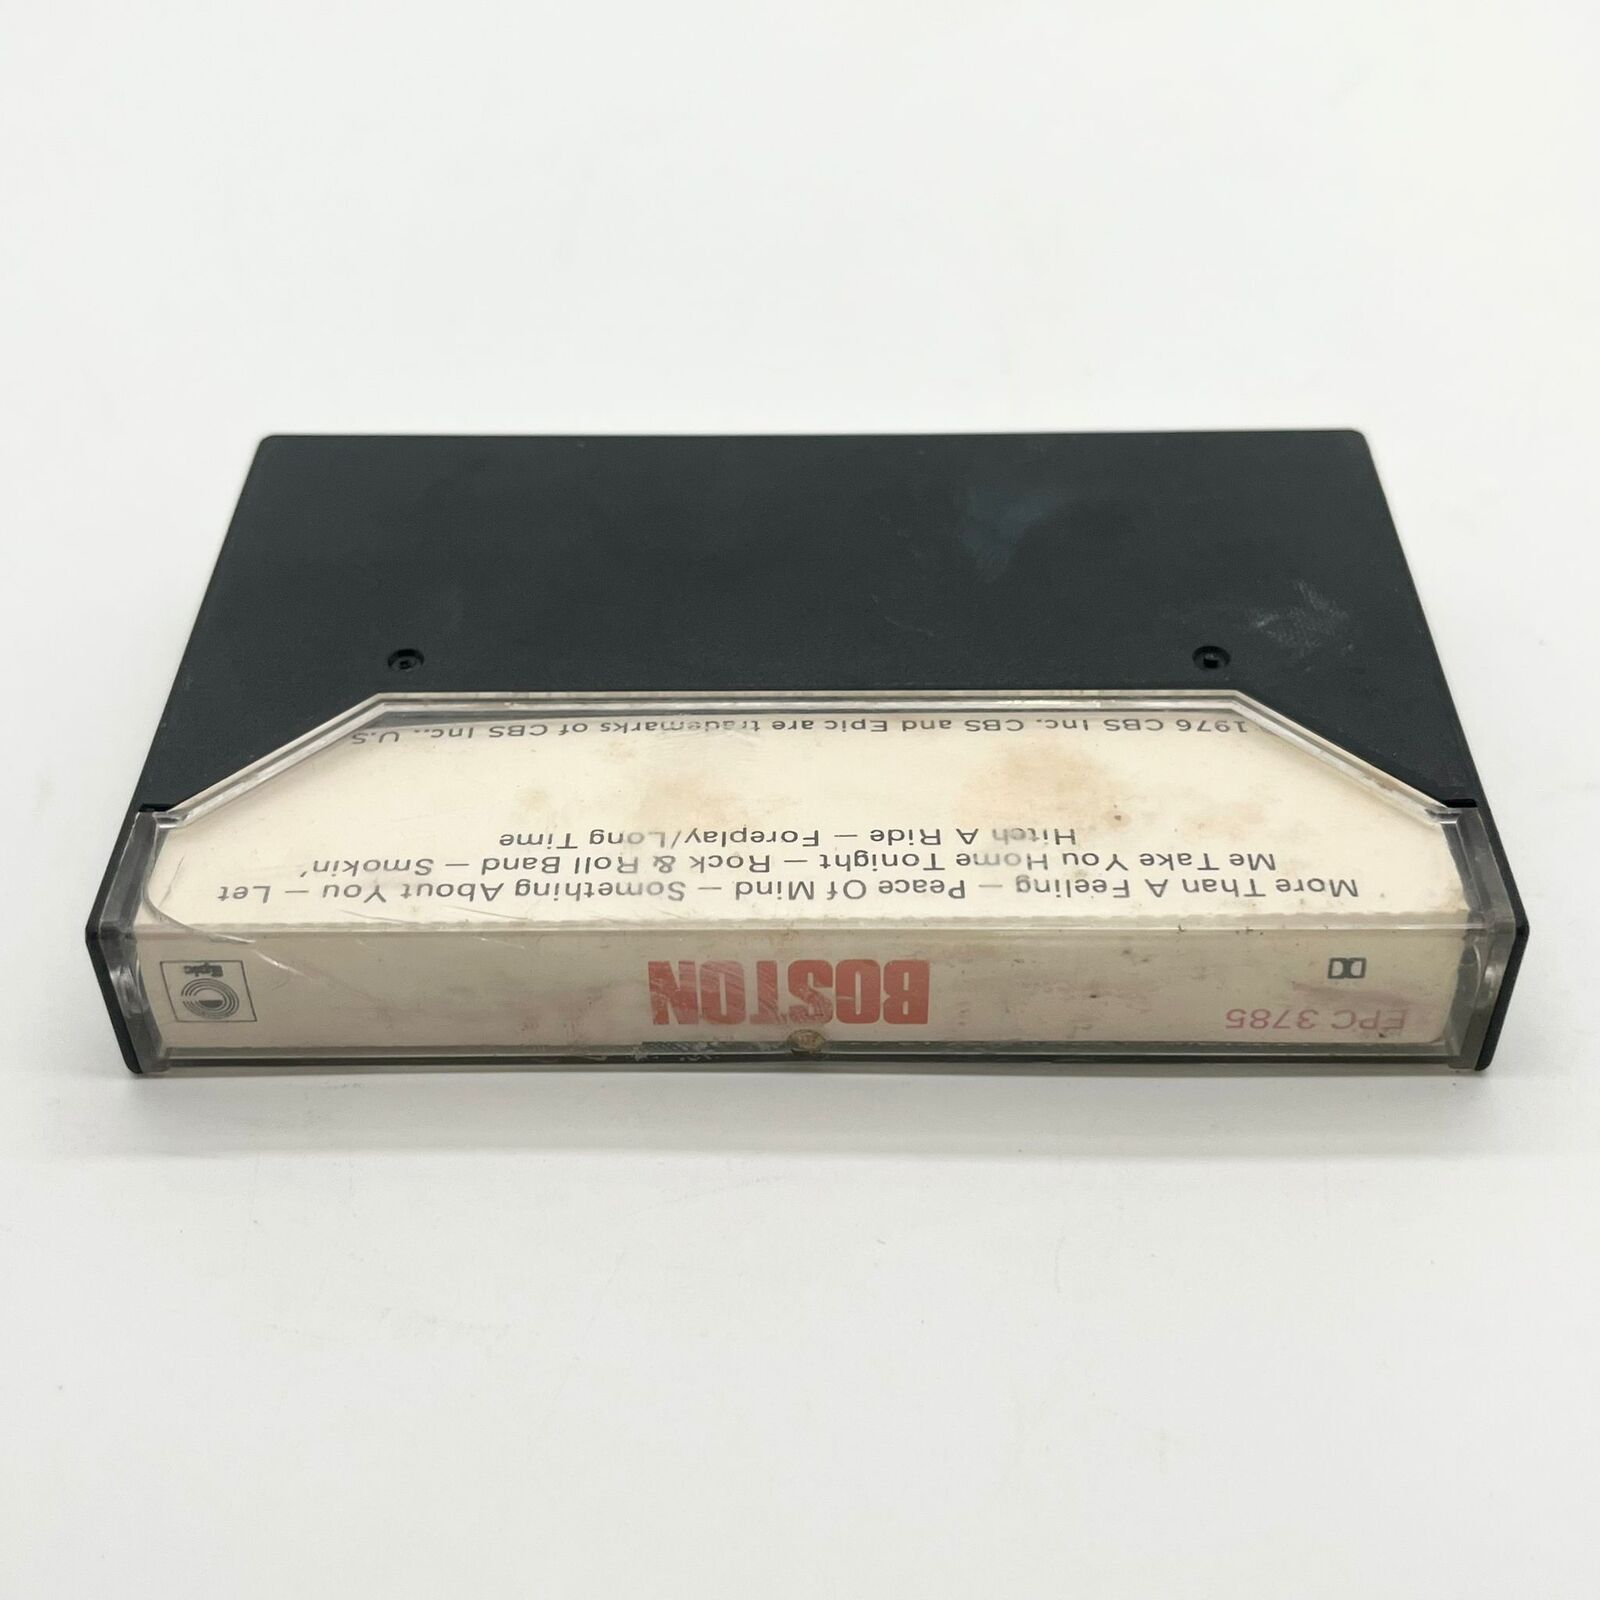 EPC 3785
BOSTON
Epic
More Than A Feeling — Peace Of Mind — Something About You — Let
Me Take You Home Tonight — Rock & Roll Band — Smokin'
Hitch A Ride — Foreplay/Long Time
1976 CBS Inc. CBS and Epic are trademarks of CBS Inc., U.S